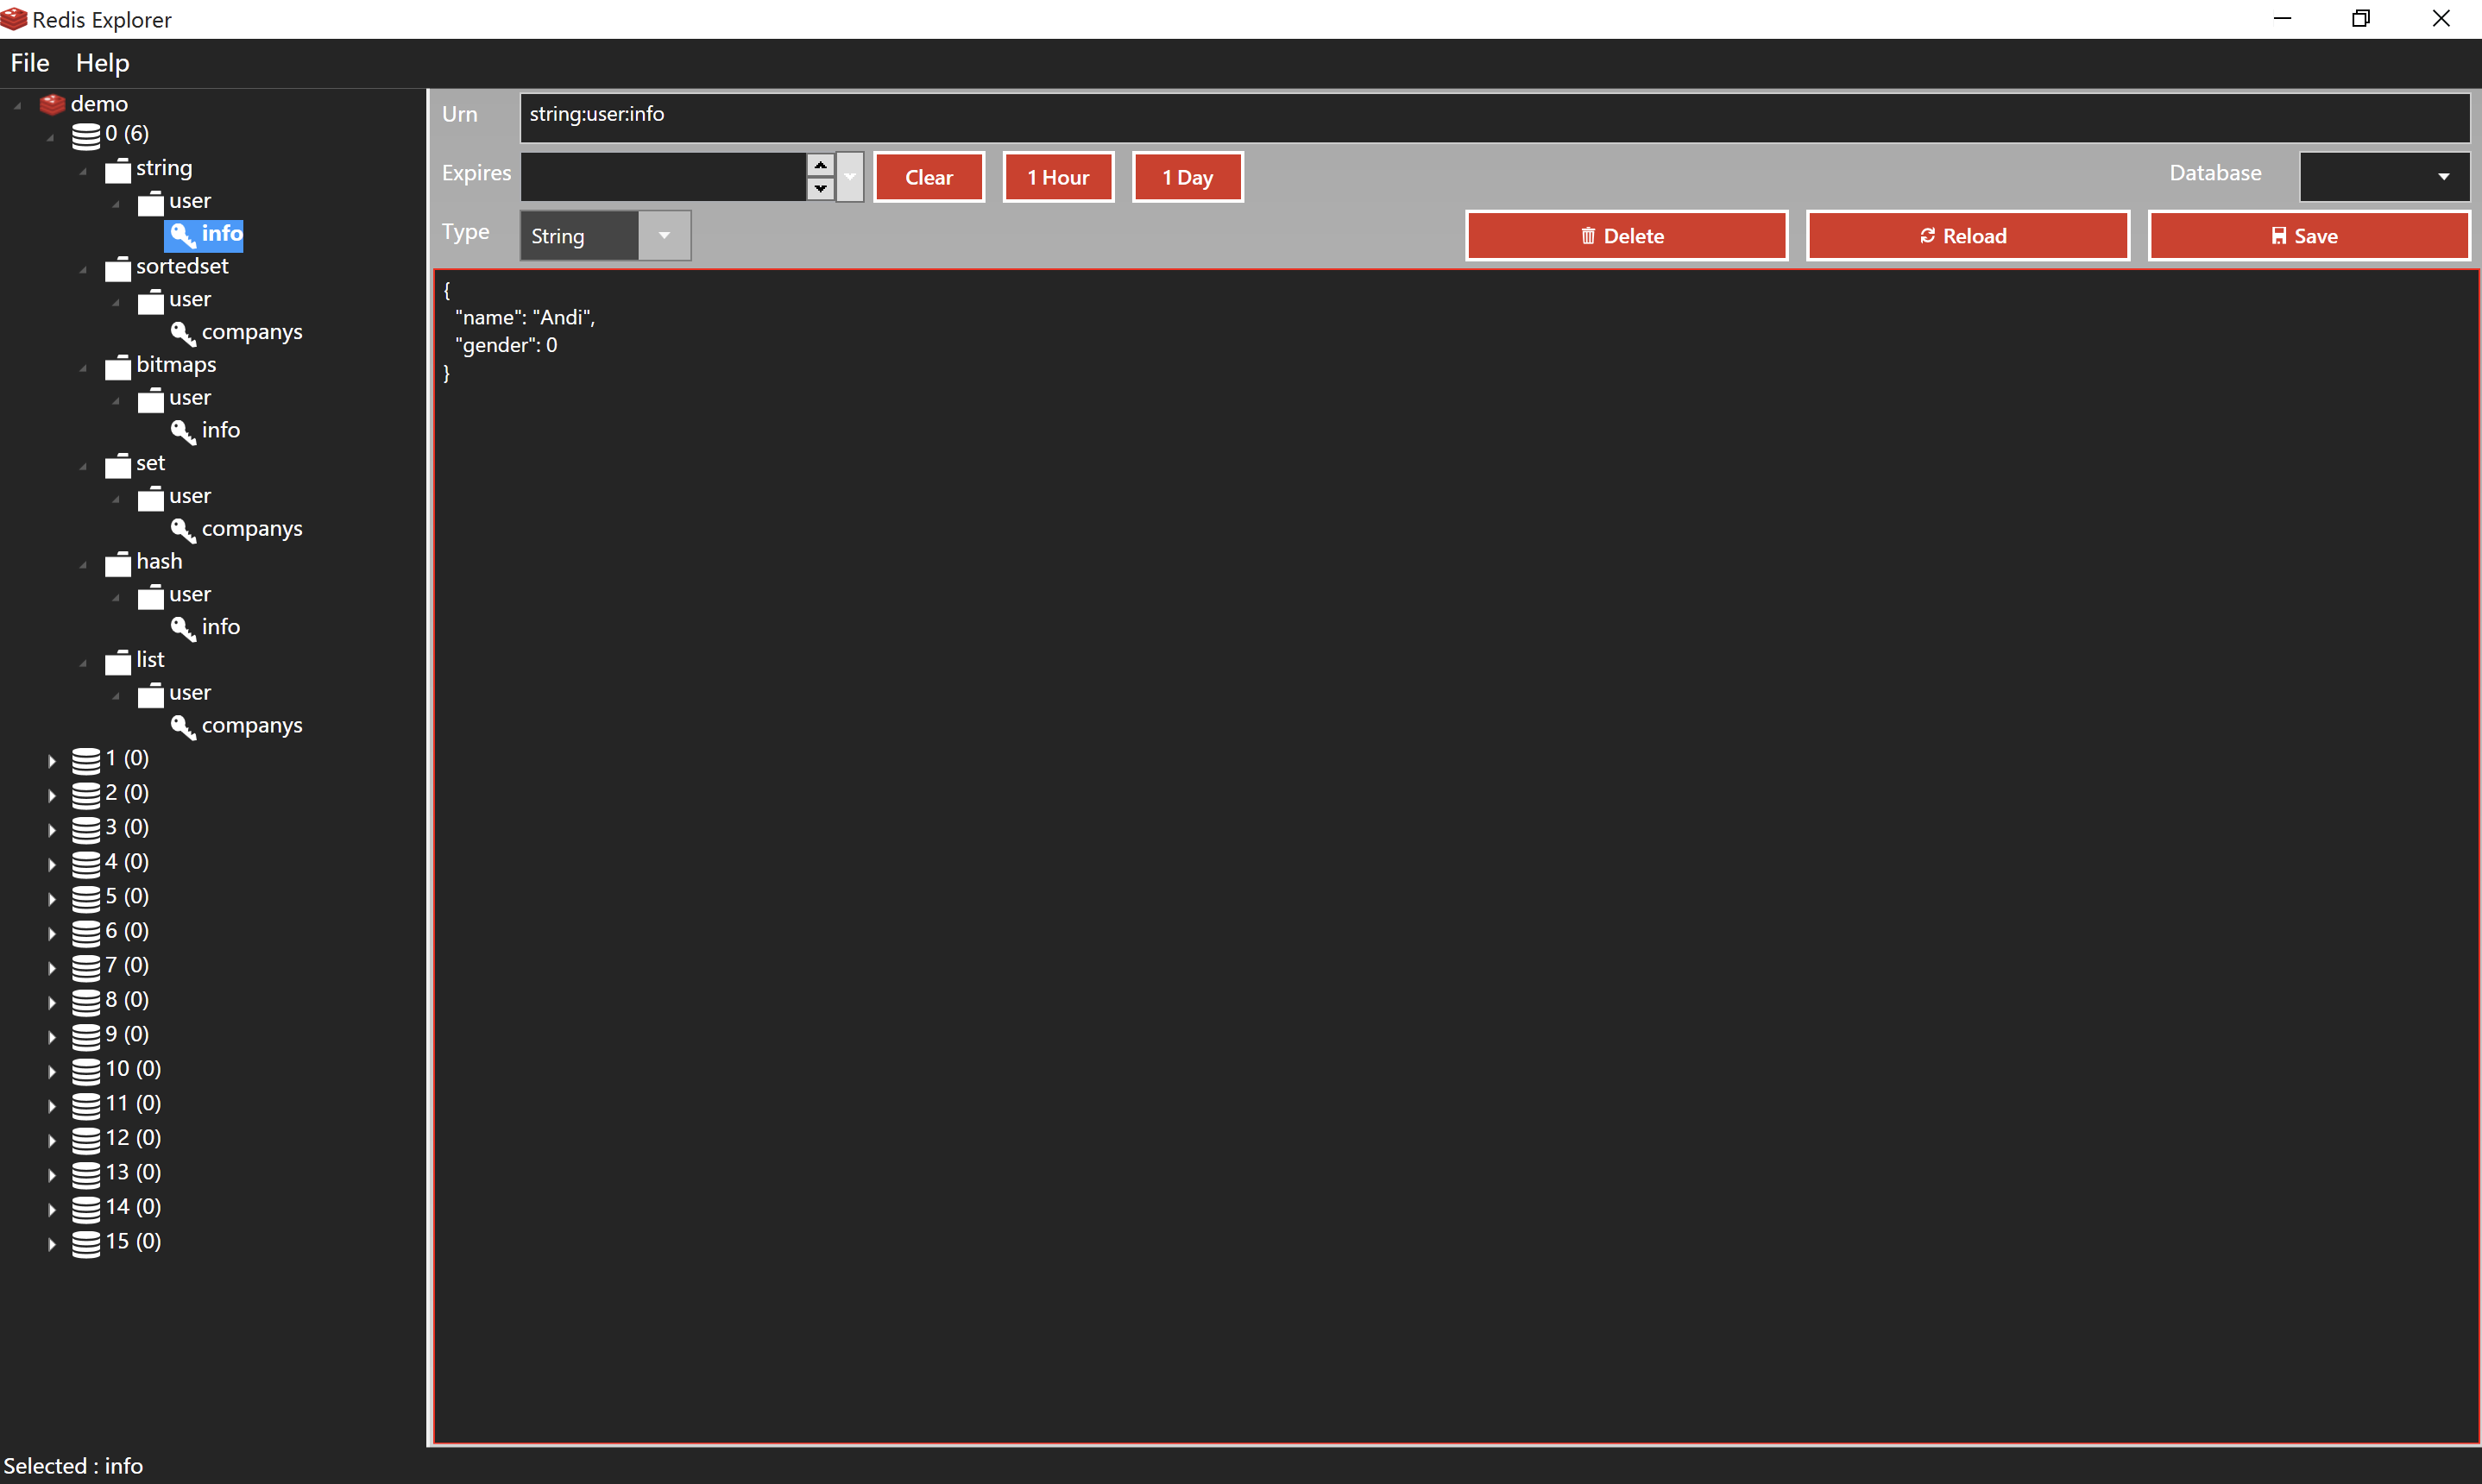 Redis Explorer
File Help
demo
0 (6)
string
user
info
sortedset
user
companys
bitmaps
user
info
set
user
companys
hash
user
info
list
user
companys
1 (0)
2 (0)
3 (0)
4 (0)
5 (0)
6 (0)
7 (0)
8 (0)
9 (0)
10 (0)
11 (0)
12 (0)
13 (0)
14 (0)
15 (0)
Urn string:user:info
Expires Clear 1 Hour 1 Day Database
Type String Delete Reload Save
{
"name": "Andi",
"gender": 0
}
Selected : info